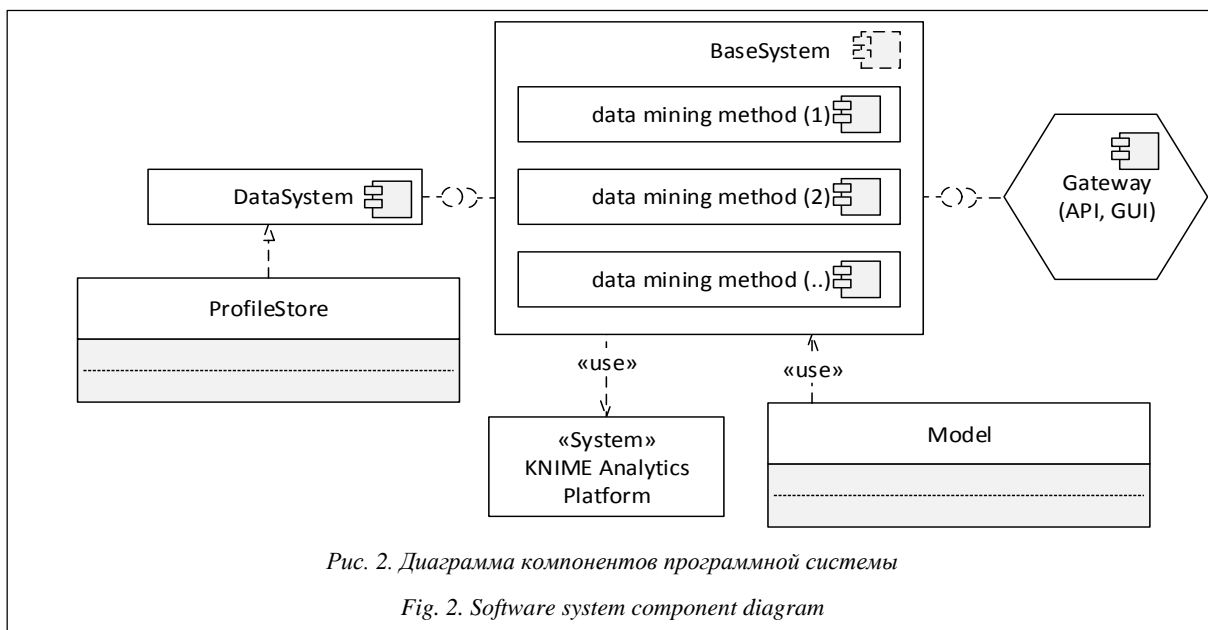 BaseSystem
data mining method (1)
data mining method (2)
data mining method (..)
DataSystem
Gateway
(API, GUI)
ProfileStore
«use»
«use»
«System»
KNIME Analytics
Platform
Model
Рис. 2. Диаграмма компонентов программной системы
Fig. 2. Software system component diagram